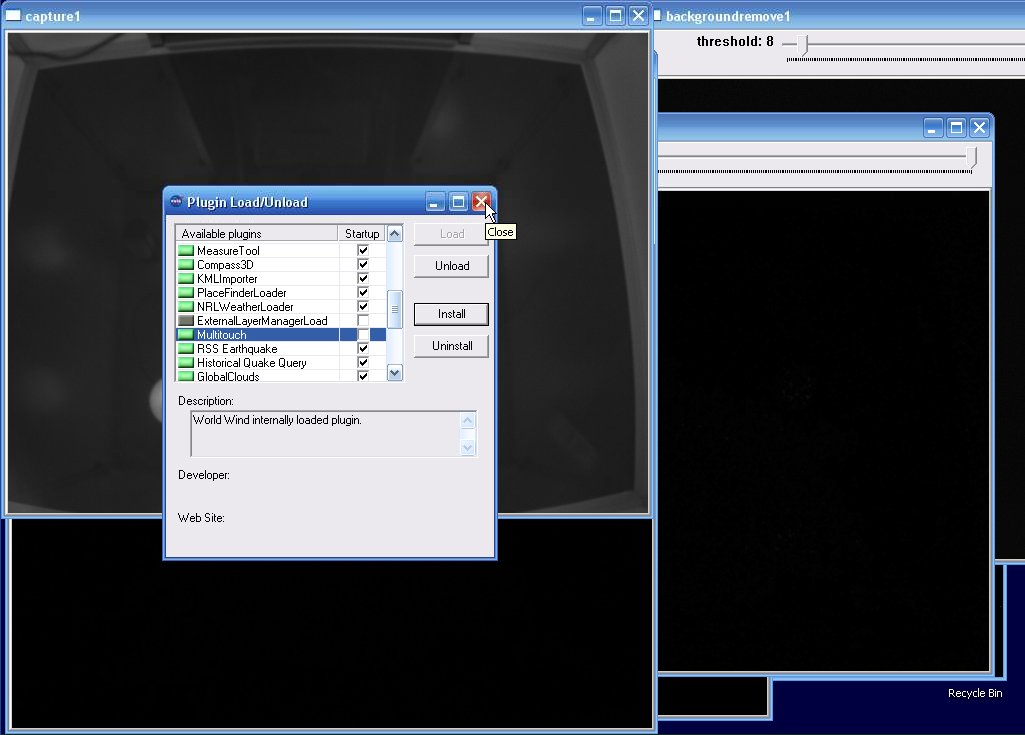 capture1
backgroundremove1
threshold: 8
Plugin Load/Unload
Available plugins Startup
MeasureTool
Compass3D
KMLImporter
PlaceFinderLoader
NRLWeatherLoader
ExternalLayerManagerLoad
Multitouch
RSS Earthquake
Historical Quake Query
GlobalClouds
Load
Close
Unload
Install
Uninstall
Description:
World Wind internally loaded plugin.
Developer:
Web Site:
Recycle Bin